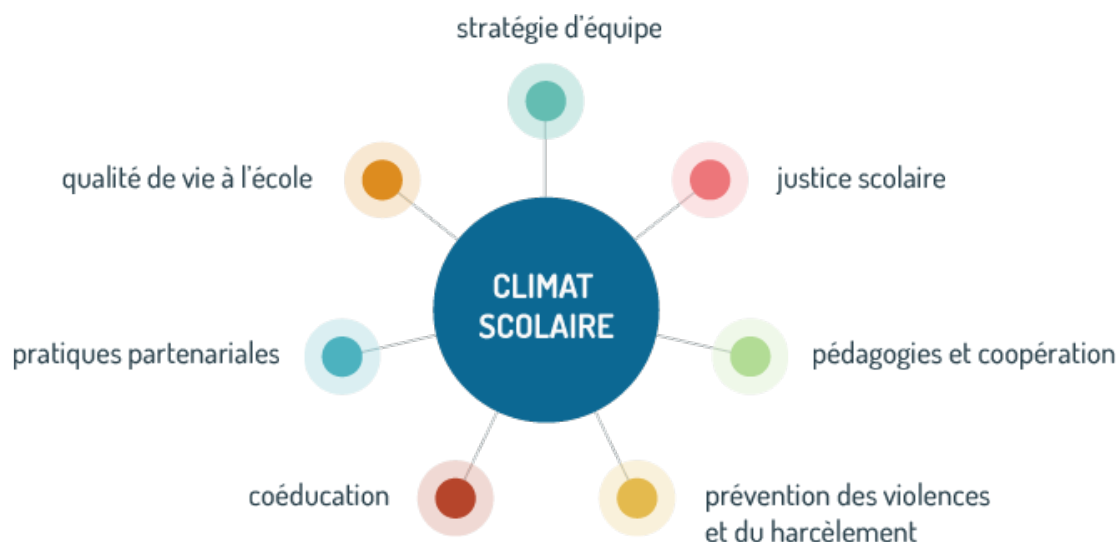 stratégie d'équipe
qualité de vie à l'école
justice scolaire
CLIMAT
SCOLAIRE
pratiques partenariales
pédagogies et coopération
coéducation
prévention des violences
et du harcèlement